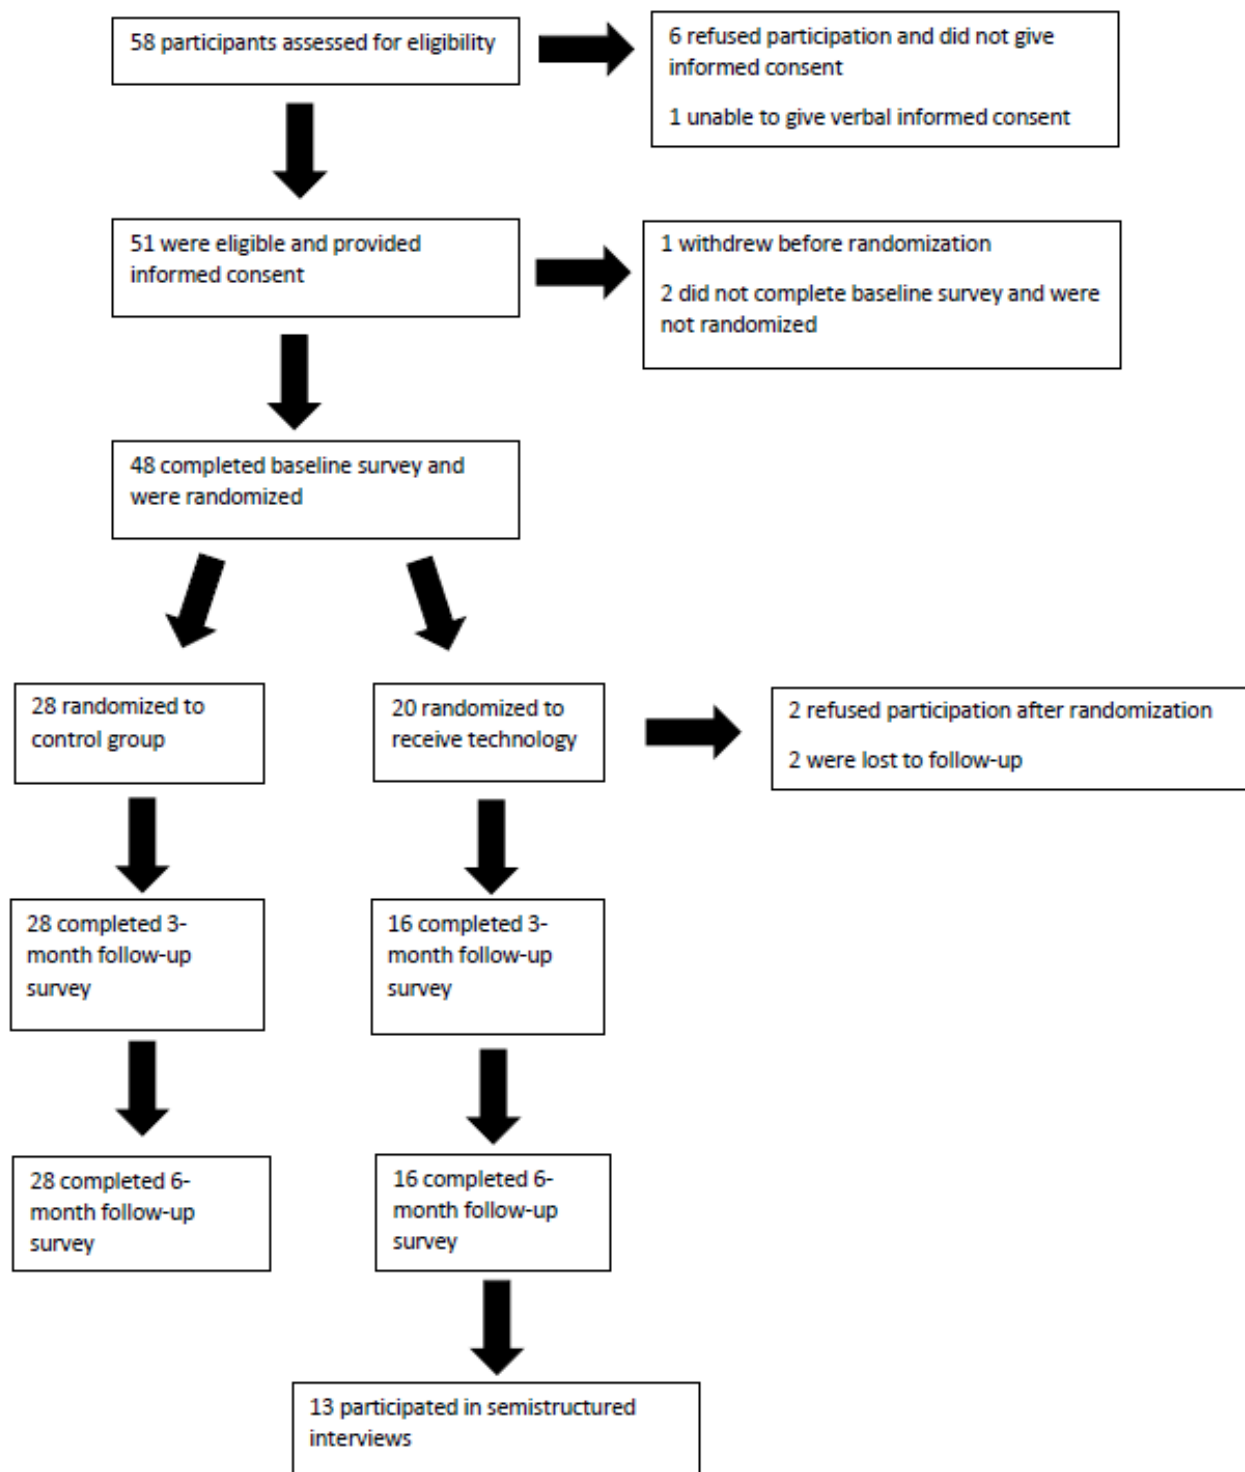 58 participants assessed for eligibility
6 refused participation and did not give
informed consent
1 unable to give verbal informed consent
51 were eligible and provided
informed consent
1 withdrew before randomization
2 did not complete baseline survey and were
not randomized
48 completed baseline survey and
were randomized
28 randomized to
control group
20 randomized to
receive technology
2 refused participation after randomization
2 were lost to follow-up
28 completed 3-
month follow-up
survey
16 completed 3-
month follow-up
survey
28 completed 6-
month follow-up
survey
16 completed 6-
month follow-up
survey
13 participated in semistructured
interviews